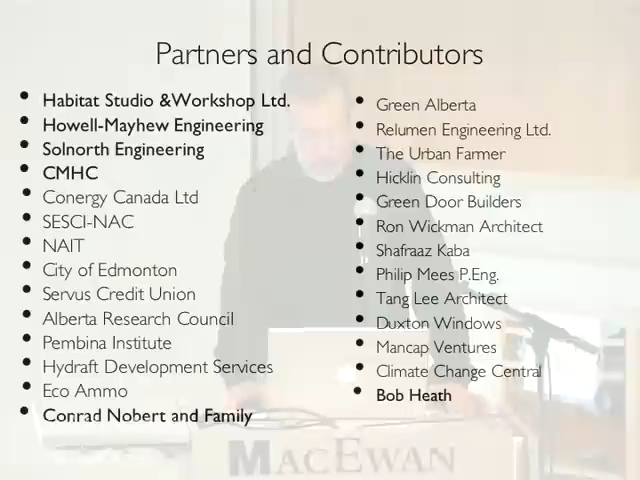 Partners and Contributors
Habitat Studio &Workshop Ltd.
Howell-Mayhew Engineering
Solnorth Engineering
CMHC
Conergy Canada Ltd
SESCI-NAC
NAIT
City of Edmonton
Servus Credit Union
Alberta Research Council
Pembina Institute
Hydraft Development Services
Eco Ammo
Conrad Nobert and Family
Green Alberta
Relumen Engineering Ltd.
The Urban Farmer
Hicklin Consulting
Green Door Builders
Ron Wickman Architect
Shafraaz Kaba
Philip Mees P.Eng.
Tang Lee Architect
Duxton Windows
Mancap Ventures
Climate Change Central
Bob Heath
MACEWAN